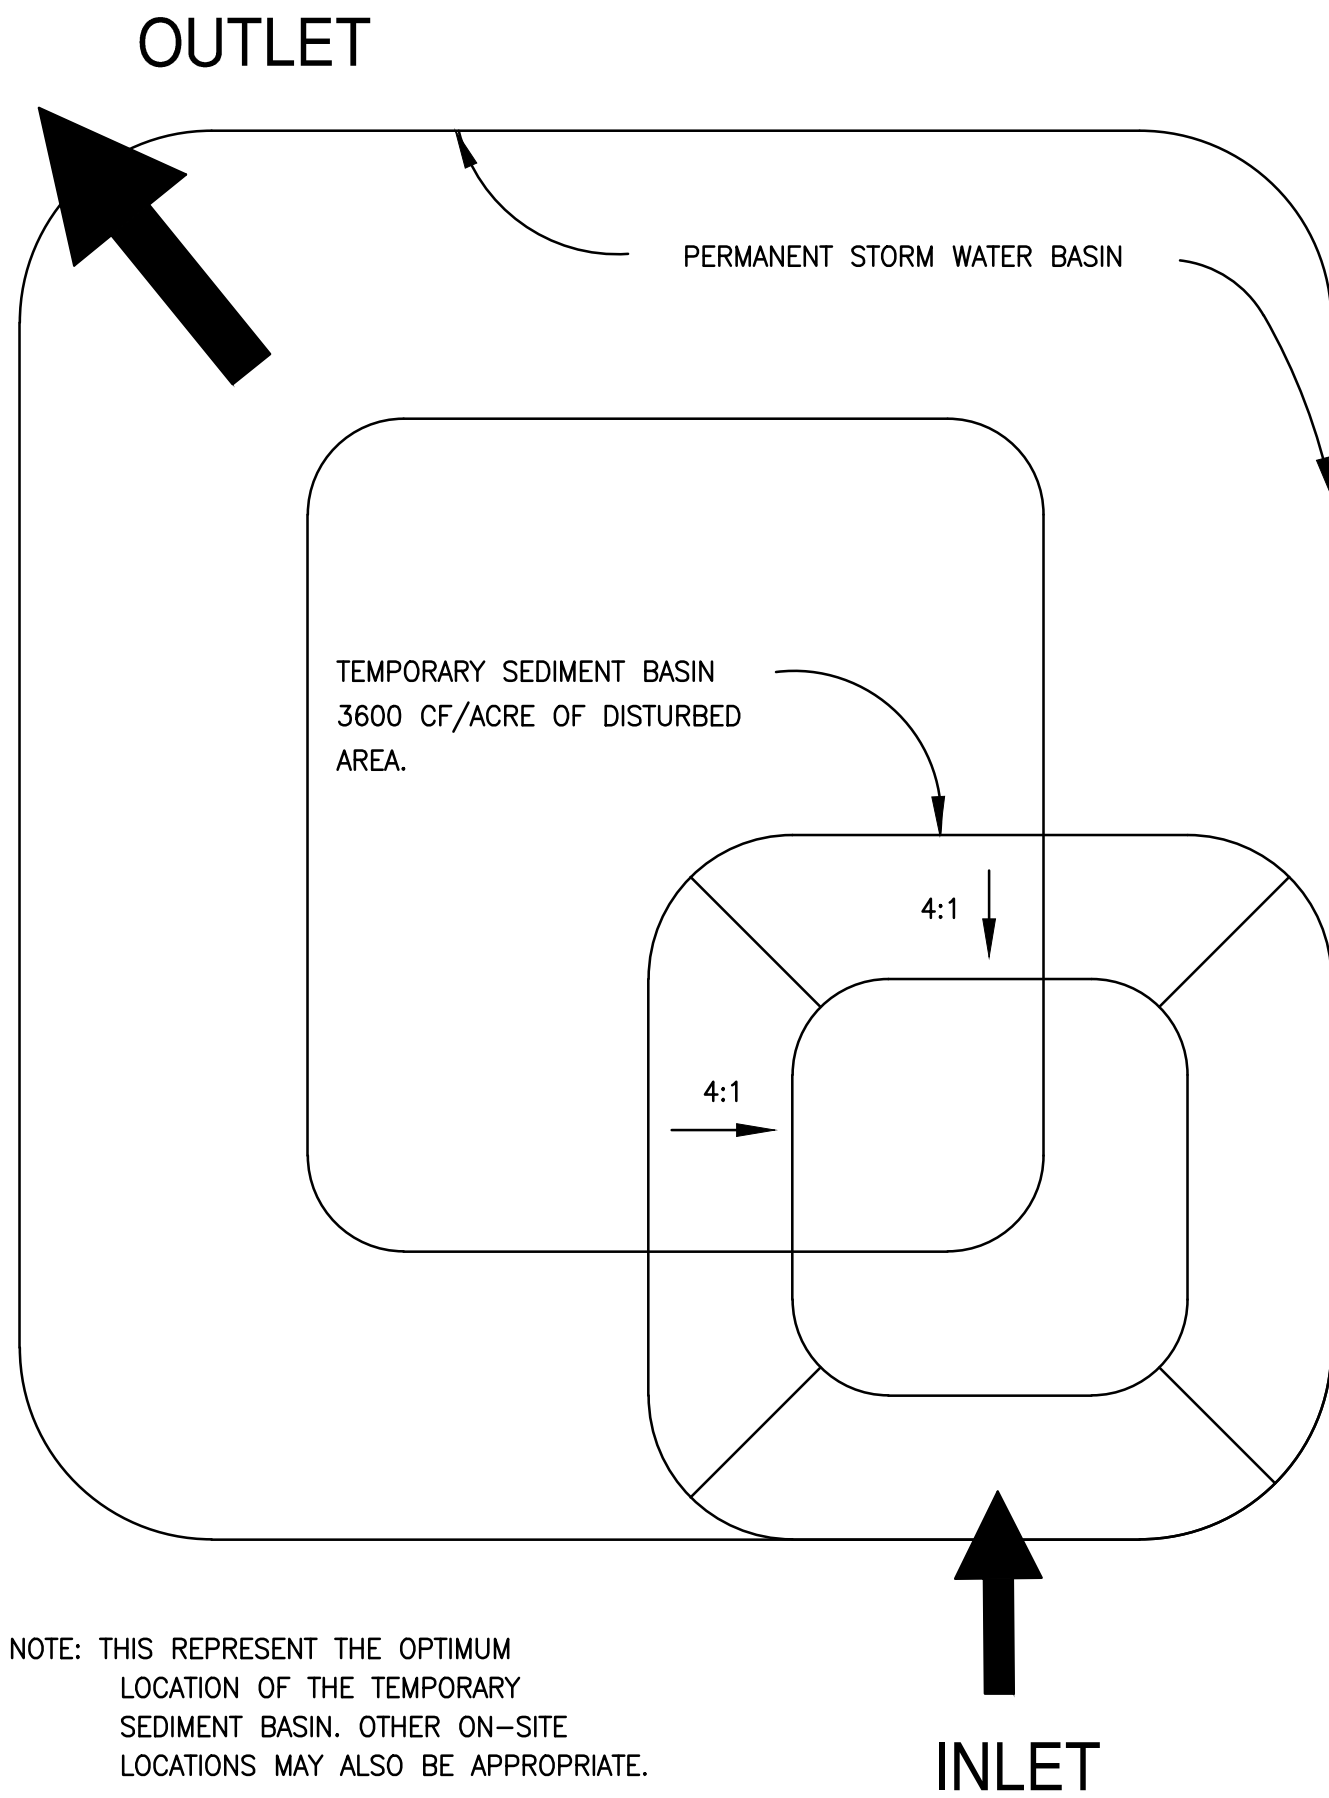 OUTLET
PERMANENT STORM WATER BASIN
TEMPORARY SEDIMENT BASIN
3600 CF/ACRE OF DISTURBED
AREA.
4:1
4:1
NOTE: THIS REPRESENT THE OPTIMUM
LOCATION OF THE TEMPORARY
SEDIMENT BASIN. OTHER ON-SITE
LOCATIONS MAY ALSO BE APPROPRIATE.
INLET